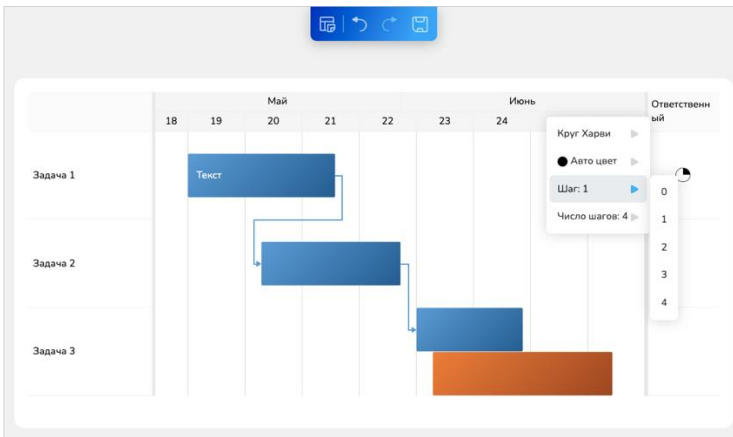 Май
Июнь
Ответственн
ый
18 19 20 21 22 23 24
Круг Харви
Авто цвет
Шаг: 1
Число шагов: 4
0
1
2
3
4
Задача 1
Текст
Задача 2
Задача 3